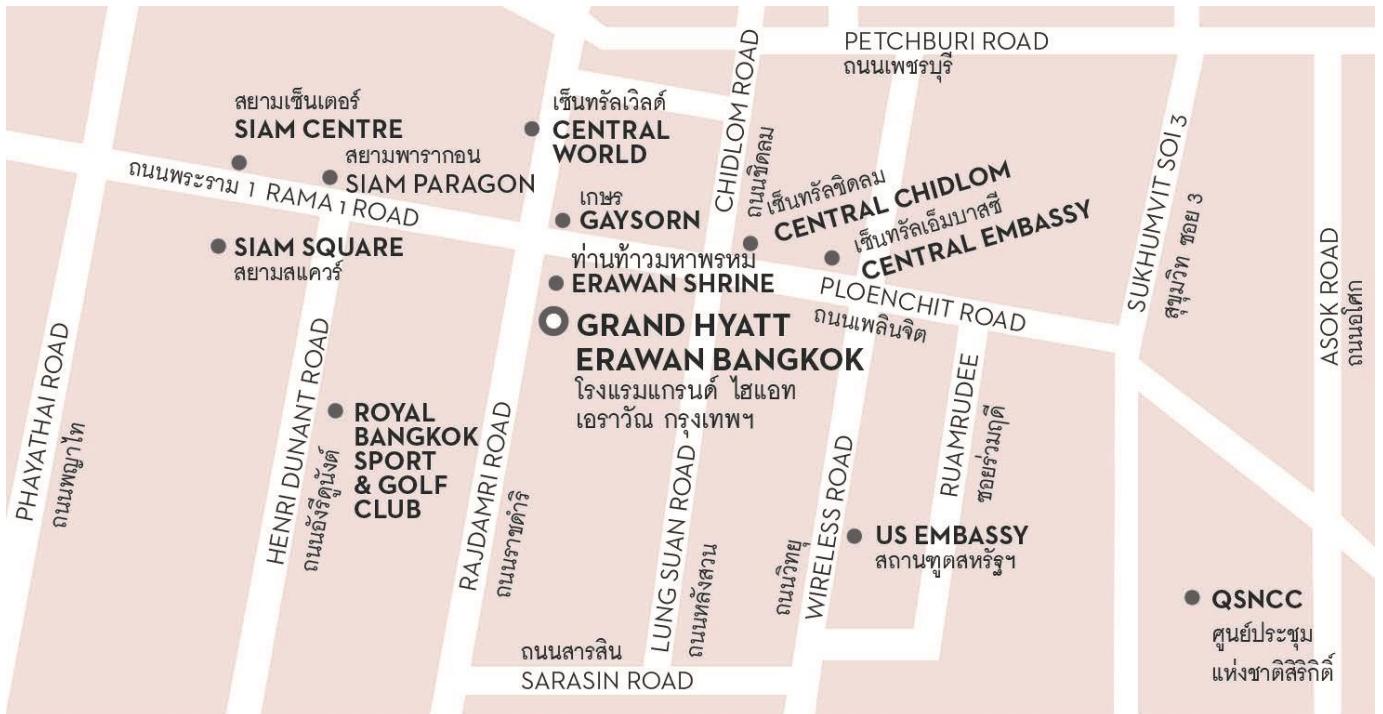 PETCHBURI ROAD
ถนนเพชรบุรี
CHIDLOM ROAD
ถนนชิดลม
สยามเซ็นเตอร์
SIAM CENTRE
สยามพารากอน
SIAM PARAGON
เซ็นทรัลเวิลด์
CENTRAL
WORLD
ถนนพระราม 1 RAMA 1 ROAD
เกษร
GAYSORN
เซ็นทรัลชิดลม
CENTRAL CHIDLOM
เซ็นทรัลเอ็มบาสซี
CENTRAL EMBASSY
SUKHUMVIT SOI 3
สุขุมวิท ซอย 3
SIAM SQUARE
สยามสแควร์
ท่านท้าวมหาพรหม
ERAWAN SHRINE
PLOENCHIT ROAD
ถนนเพลินจิต
ASOK ROAD
ถนนอโศก
GRAND HYATT
ERAWAN BANGKOK
โรงแรมแกรนด์ ไฮแอท
เอราวัณ กรุงเทพฯ
PHAYATHAI ROAD
ถนนพญาไท
HENRI DUNANT ROAD
ถนนอังรีดูนังต์
ROYAL
BANGKOK
SPORT
& GOLF
CLUB
RAJDAMRI ROAD
ถนนราชดำริ
LUNG SUAN ROAD
ถนนหลังสวน
WIRELESS ROAD
ถนนวิทยุ
RUAMRUDEE
ซอยร่วมฤดี
US EMBASSY
สถานฑูตสหรัฐฯ
QSNCC
ศูนย์ประชุม
แห่งชาติสิริกิติ์
ถนนสารสิน
SARASIN ROAD